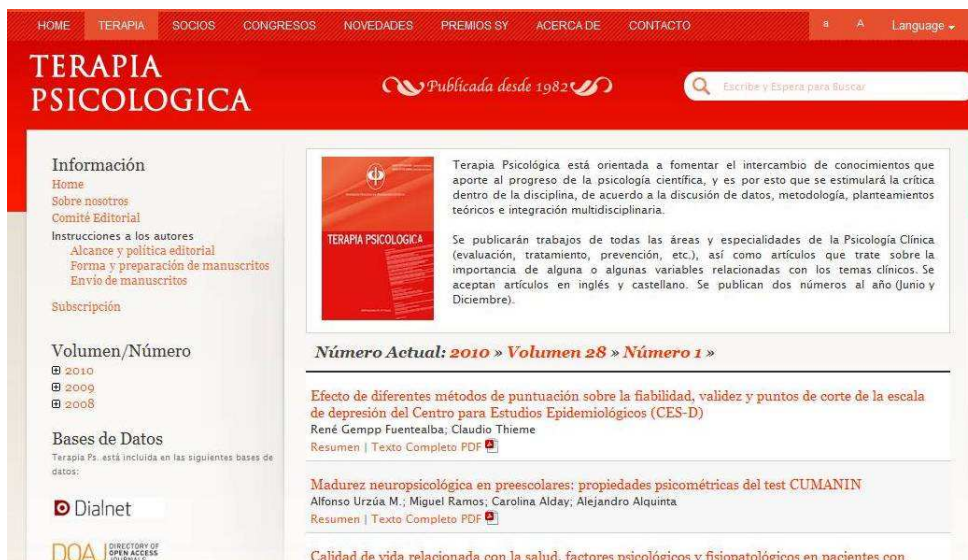 HOME TERAPIA SOCIOS CONGRESOS NOVEDADES PREMIOS SY ACERCA DE CONTACTO a A Language
TERAPIA
PSICOLOGICA
Publicada desde 1982
Escribe y Espera para Buscar
Información
Home
Sobre nosotros
Comité Editorial
Instrucciones a los autores
Alcance y política editorial
Forma y preparación de manuscritos
Envío de manuscritos
Subscripción
Volumen/Número
2010
2009
2008
Bases de Datos
Terapia Ps. está incluida en las siguientes bases de
datos:
Dialnet
DOAJ DIRECTORY OF
OPEN ACCESS
JOURNALS
TERAPIA PSICOLOGICA
Terapia Psicológica está orientada a fomentar el intercambio de conocimientos que
aporte al progreso de la psicología científica, y es por esto que se estimulará la crítica
dentro de la disciplina, de acuerdo a la discusión de datos, metodología, planteamientos
teóricos e integración multidisciplinaria.
Se publicarán trabajos de todas las áreas y especialidades de la Psicología Clínica
(evaluación, tratamiento, prevención, etc.), así como artículos que trate sobre la
importancia de alguna o algunas variables relacionadas con los temas clínicos. Se
aceptan artículos en inglés y castellano. Se publican dos números al año (Junio y
Diciembre).
Número Actual: 2010 » Volumen 28 » Número 1 »
Efecto de diferentes métodos de puntuación sobre la fiabilidad, validez y puntos de corte de la escala
de depresión del Centro para Estudios Epidemiológicos (CES-D)
René Gempp Fuentealba; Claudio Thieme
Resumen | Texto Completo PDF
Madurez neuropsicológica en preescolares: propiedades psicométricas del test CUMANIN
Alfonso Urzúa M.; Miguel Ramos; Carolina Alday; Alejandro Alquinta
Resumen | Texto Completo PDF
Calidad de vida relacionada con la salud, factores psicológicos y fisiopatológicos en pacientes con